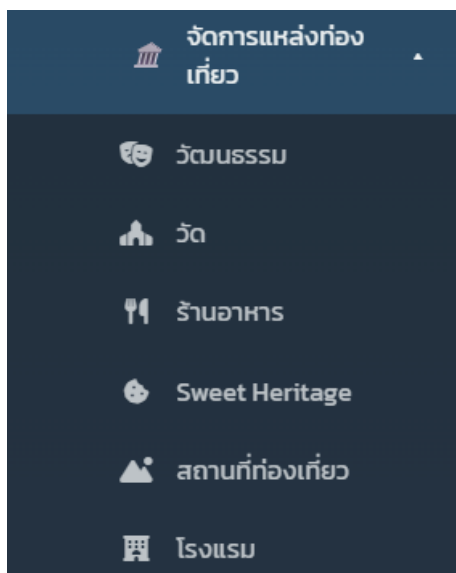 จัดการแหล่งท่อง
เที่ยว
วัฒนธรรม
วัด
ร้านอาหาร
Sweet Heritage
สถานที่ท่องเที่ยว
โรงแรม